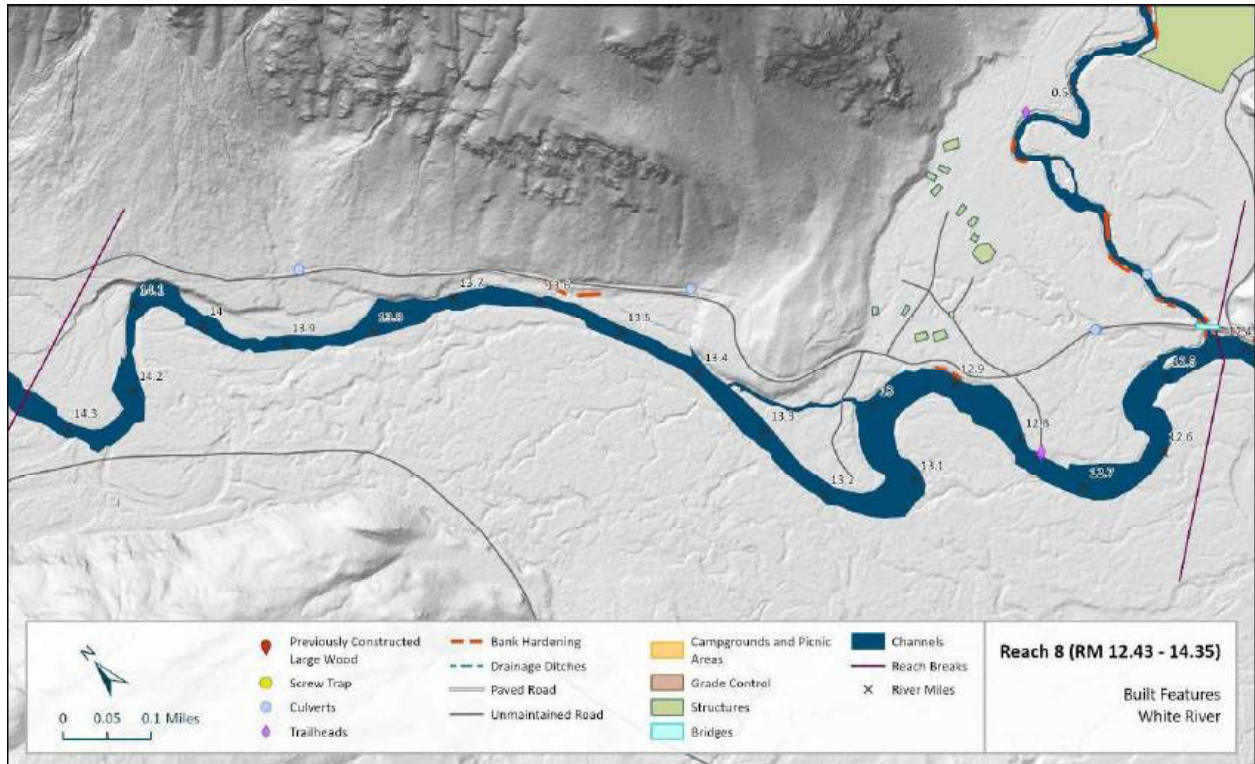 0.5
14.1
14
13.9
13.8
13.7
13.6
13.5
13.4
13.3
13.2
13.1
13
12.9
12.8
12.7
12.6
12.5
14.2
14.3
N
0 0.05 0.1 Miles
Previously Constructed
Large Wood
Screw Trap
Culverts
Trailheads
Bank Hardening
Drainage Ditches
Paved Road
Unmaintained Road
Campgrounds and Picnic
Areas
Grade Control
Structures
Bridges
Channels
Reach Breaks
River Miles
Reach 8 (RM 12.43 - 14.35)
Built Features
White River